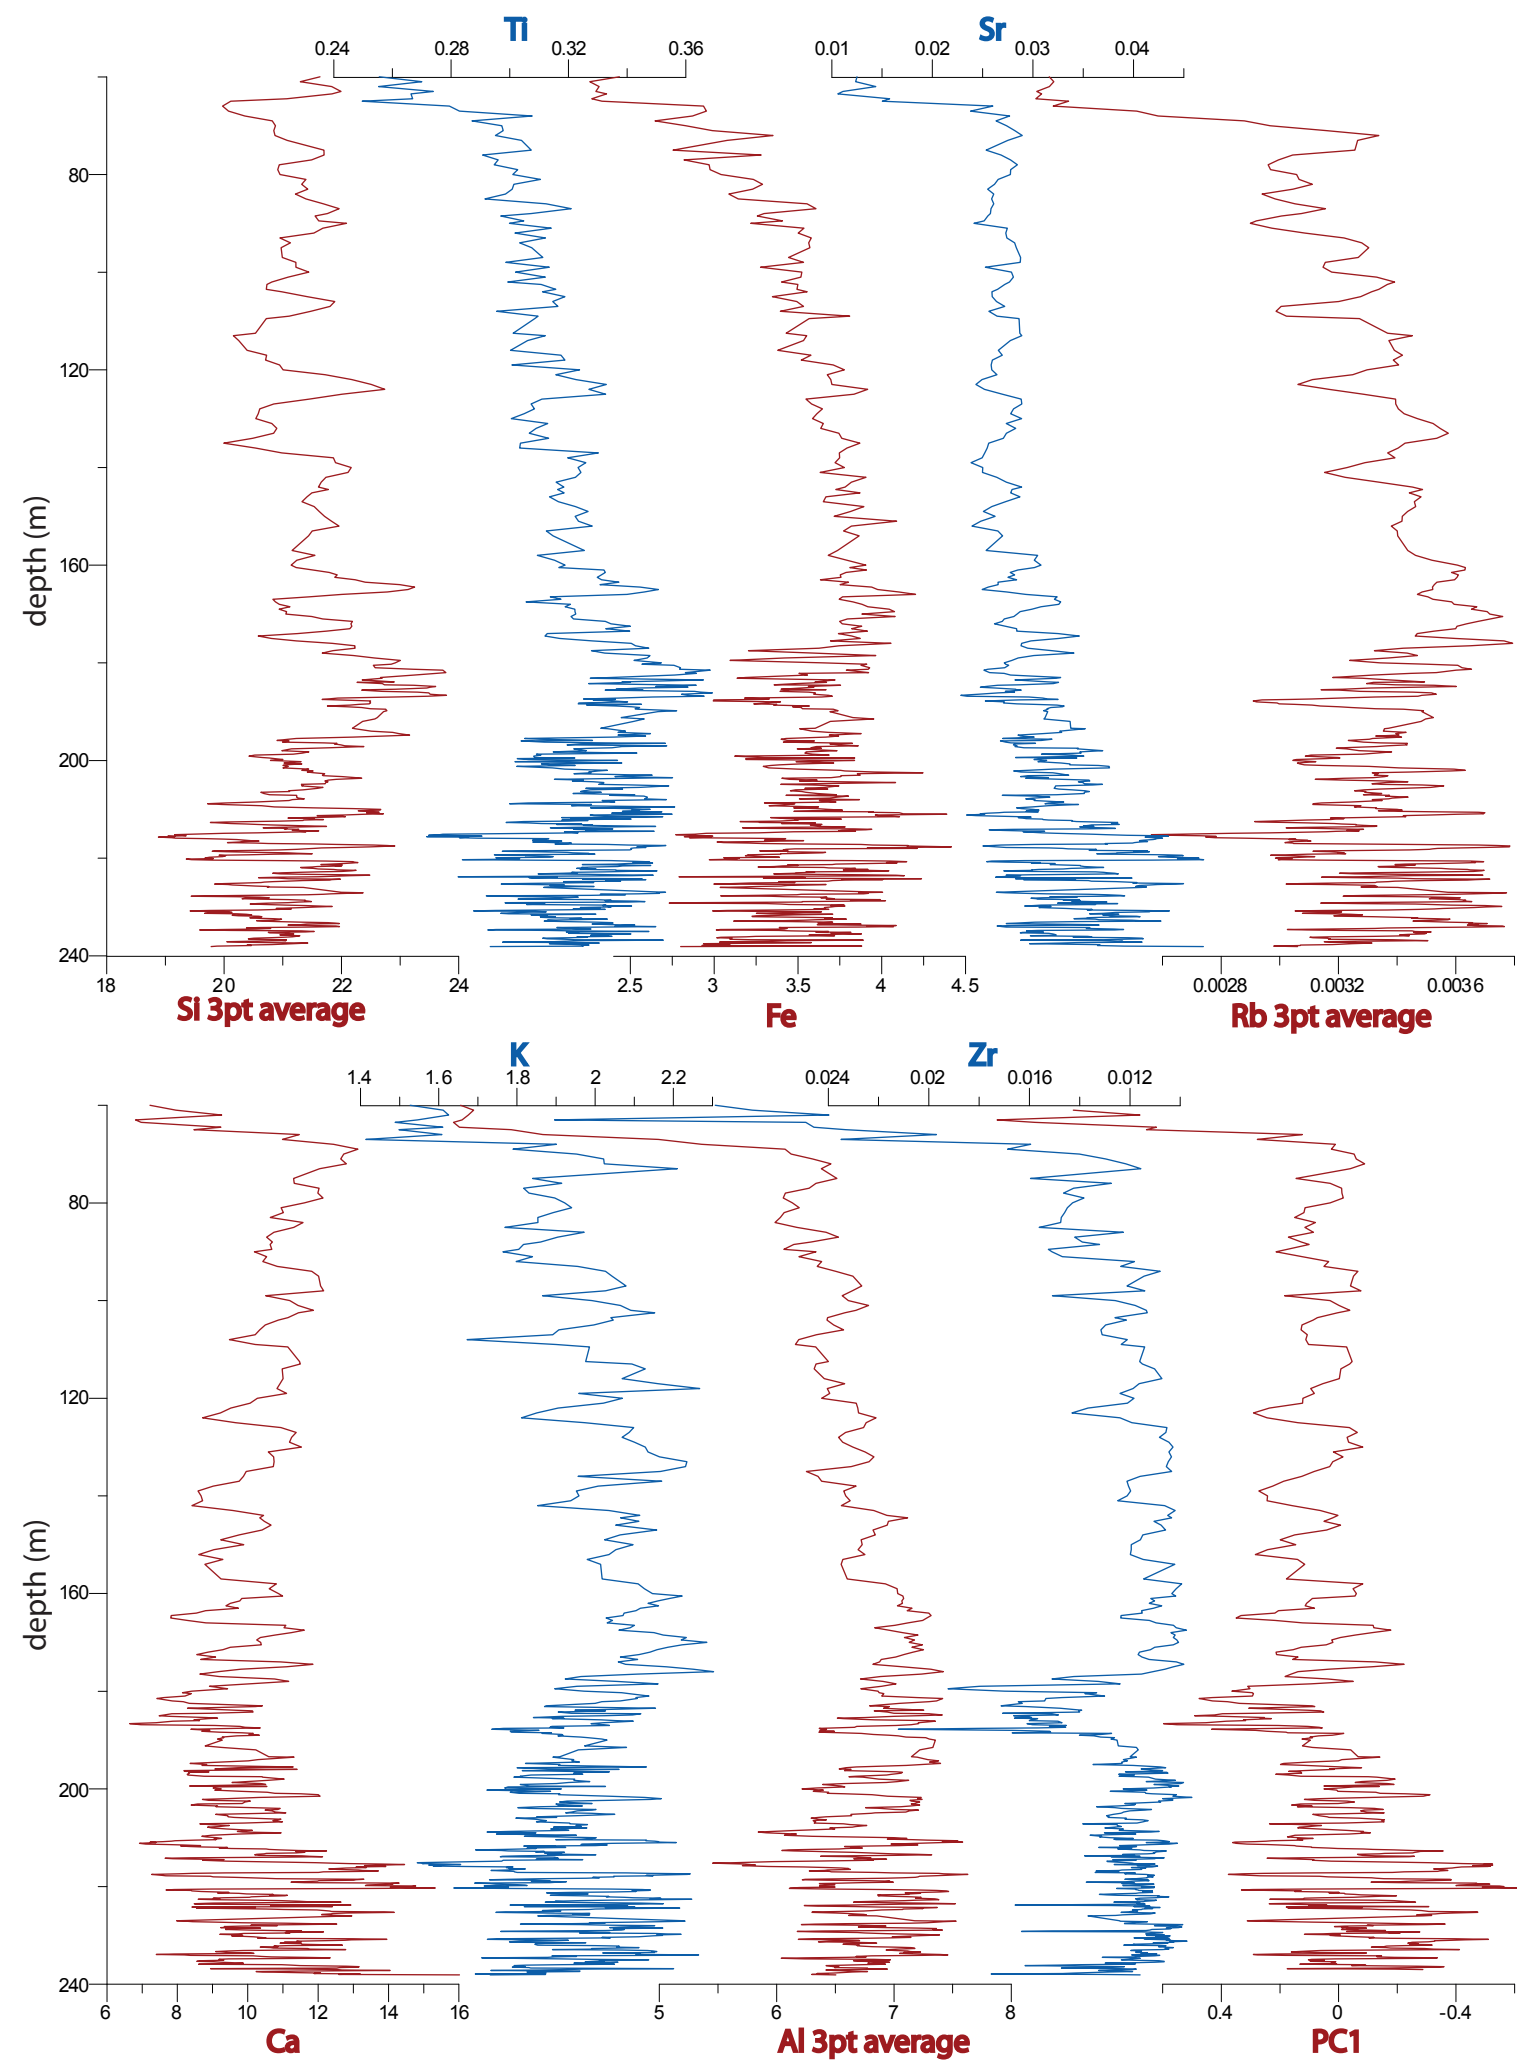 Ti
Sr
0.24 0.28 0.32 0.36 0.01 0.02 0.03 0.04
80
120
160
200
240
depth (m)
18 20 22 24 2.5 3 3.5 4 4.5 0.0028 0.0032 0.0036
Si 3pt average
Fe
Rb 3pt average
K
Zr
1.4 1.6 1.8 2 2.2 0.024 0.02 0.016 0.012
80
120
160
200
240
depth (m)
6 8 10 12 14 16 5 6 7 8 0.4 0 -0.4
Ca
Al 3pt average
PC1